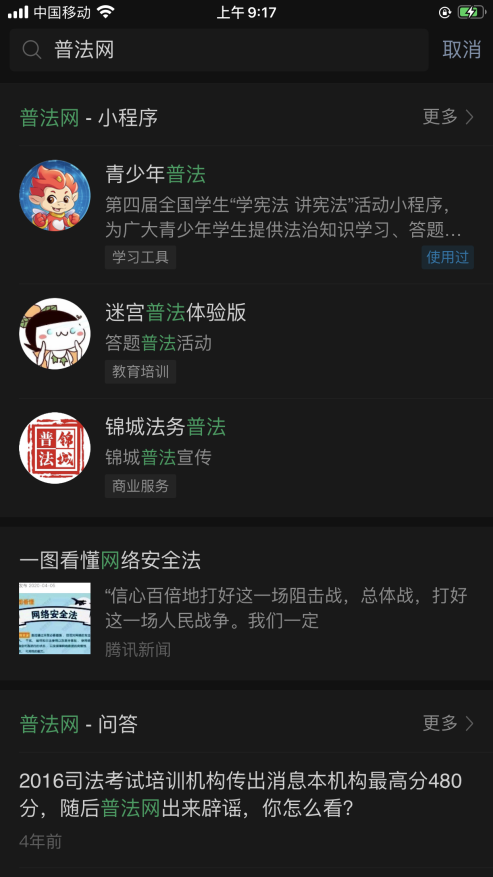 中国移动
上午 9:17
普法网
取消
普法网 - 小程序
更多
青少年普法
第四届全国学生“学宪法 讲宪法”活动小程序，
为广大青少年学生提供法治知识学习、答题...
学习工具
使用过
迷宫普法体验版
答题普法活动
教育培训
普锦
法城
锦城法务普法
锦城普法宣传
商业服务
一图看懂网络安全法
网络安全法
“信心百倍地打好这一场阻击战，总体战，打好
这一场人民战争。我们一定
腾讯新闻
普法网 - 问答
更多
2016司法考试培训机构传出消息本机构最高分480
分，随后普法网出来辟谣，你怎么看?
4年前